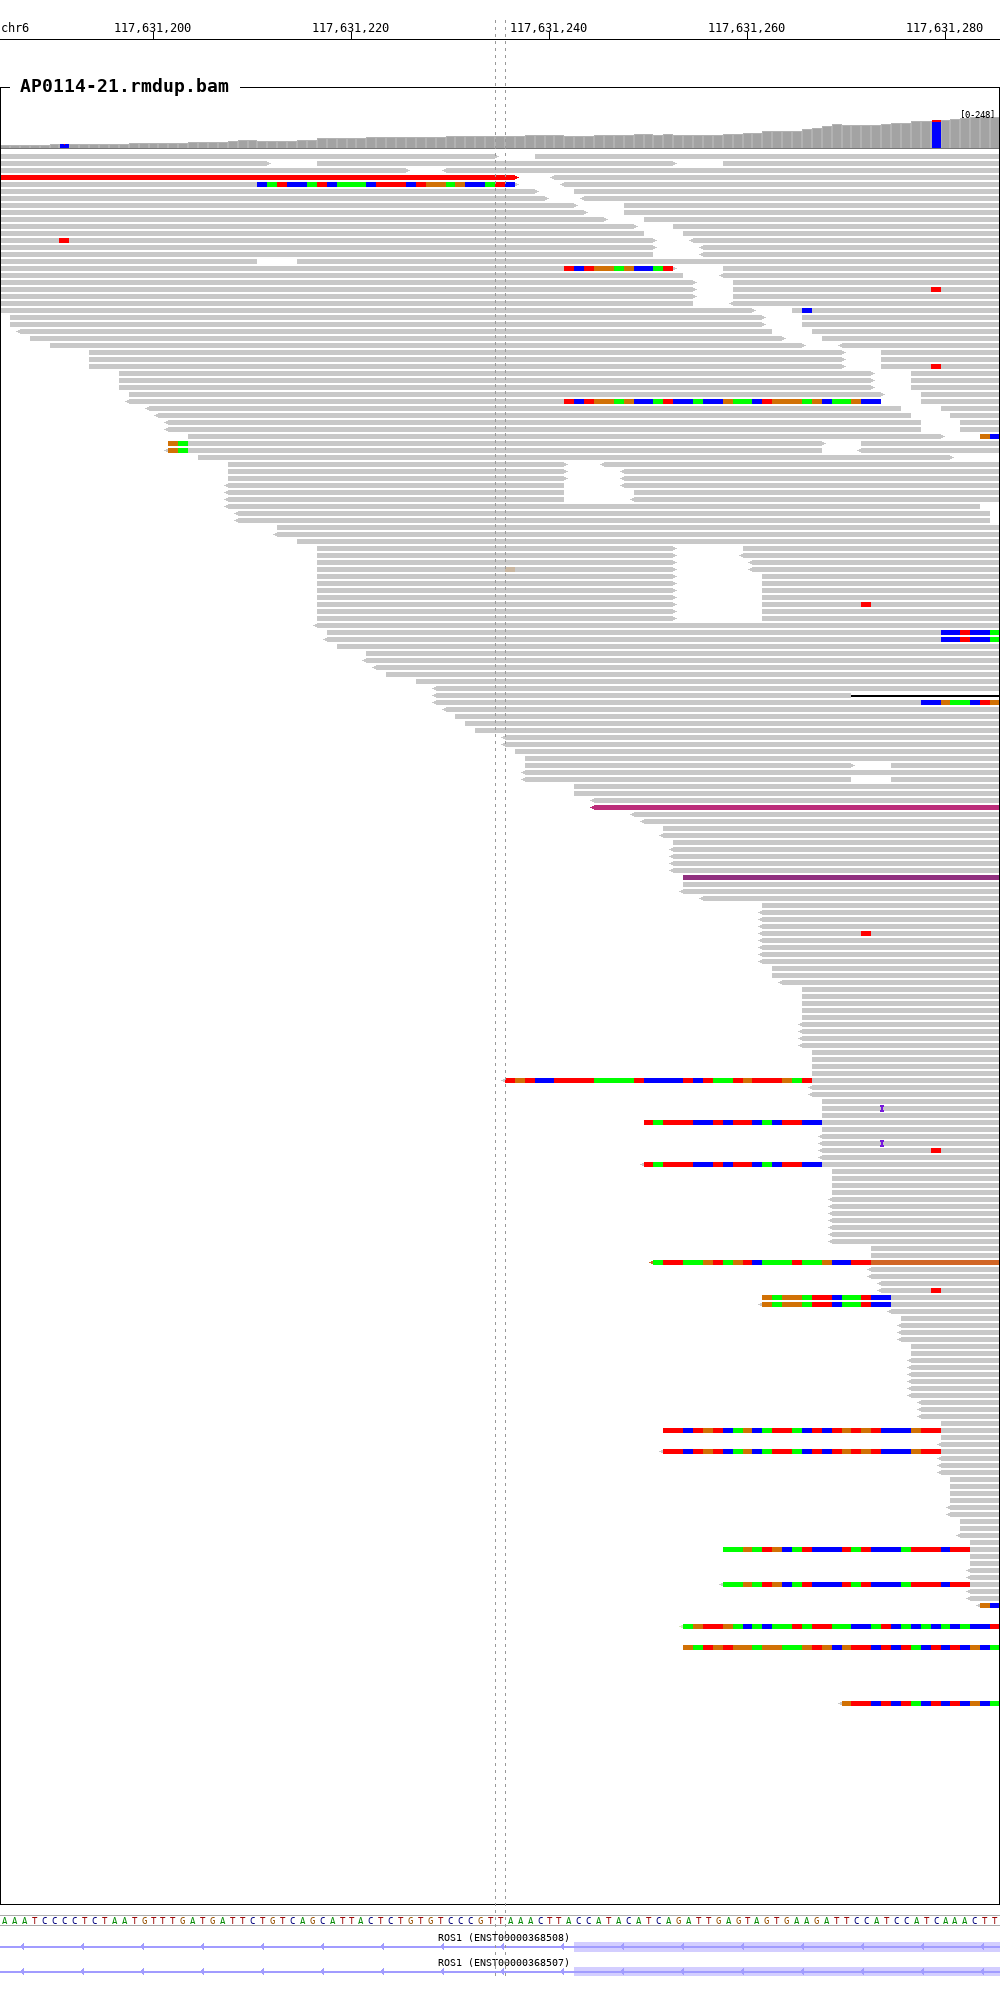 chr6 117,631,200 117,631,220 117,631,240 117,631,260 117,631,280
AP0114-21.rmdup.bam
[0-248]
AAATCCCCTCTAATGTTTGATGATTCTGTCAGCATTACTCTGTGTCCCGTTAAACTTACCATACATCAGATTGAGTAGTGAAGATTCCATCCATCAAACTT
ROS1 (ENST00000368508)
ROS1 (ENST00000368507)